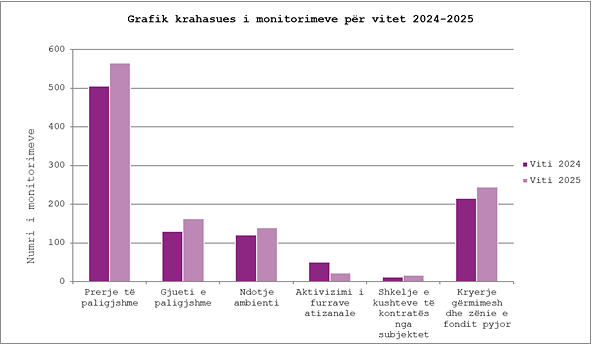 Grafik krahasues i monitorimeve për vitet 2024-2025
Numri i monitorimeve
600
500
400
300
200
100
0
Prerje të
paligjshme
Gjueti e
paligjshme
Ndotje
ambienti
Aktivizimi i
furrave
atizanale
Shkelje e
kushteve të
kontratës
nga
subjektet
Kryerje
gërmimesh
dhe zënie e
fondit pyjor
Viti 2024
Viti 2025